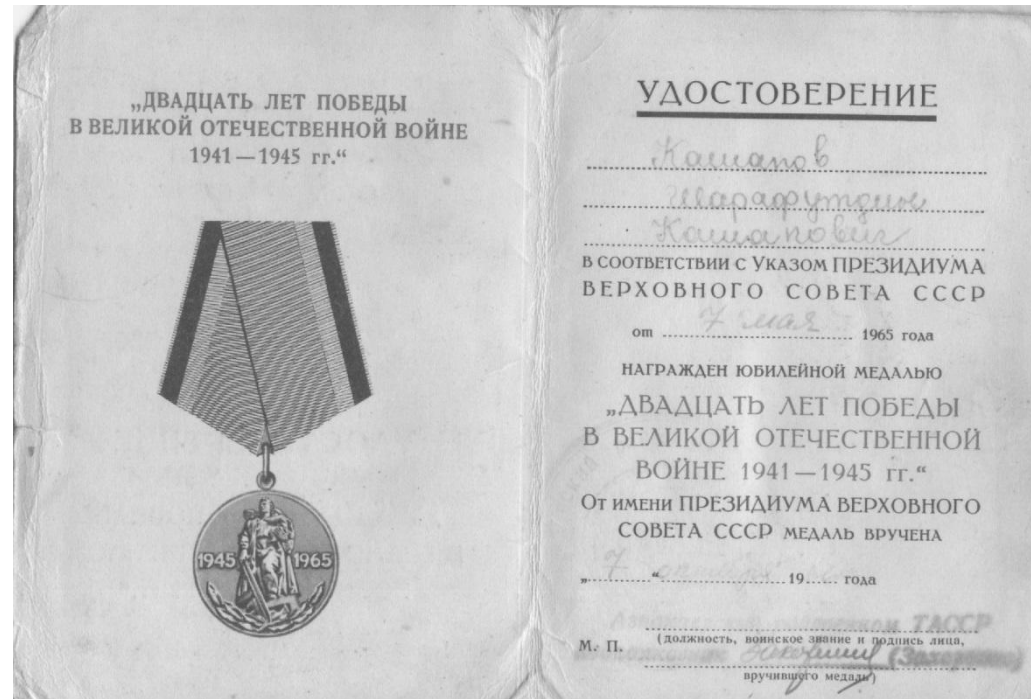 „ДВАДЦАТЬ ЛЕТ ПОБЕДЫ
В ВЕЛИКОЙ ОТЕЧЕСТВЕННОЙ ВОЙНЕ
1941—1945 гг.“
1945 1965
УДОСТОВЕРЕНИЕ
Кашапов
Шарафутдин
Кашапович
В СООТВЕТСТВИИ С УКАЗОМ ПРЕЗИДИУМА
ВЕРХОВНОГО СОВЕТА СССР
от 7 мая 1965 года
НАГРАЖДЕН ЮБИЛЕЙНОЙ МЕДАЛЬЮ
„ДВАДЦАТЬ ЛЕТ ПОБЕДЫ
В ВЕЛИКОЙ ОТЕЧЕСТВЕННОЙ
ВОЙНЕ 1941—1945 гг.“
ОТ ИМЕНИ ПРЕЗИДИУМА ВЕРХОВНОГО
СОВЕТА СССР МЕДАЛЬ ВРУЧЕНА
„7“ 19 года
ТАССР
М. П. (должность, воинское звание и подпись лица,
вручившего медаль)